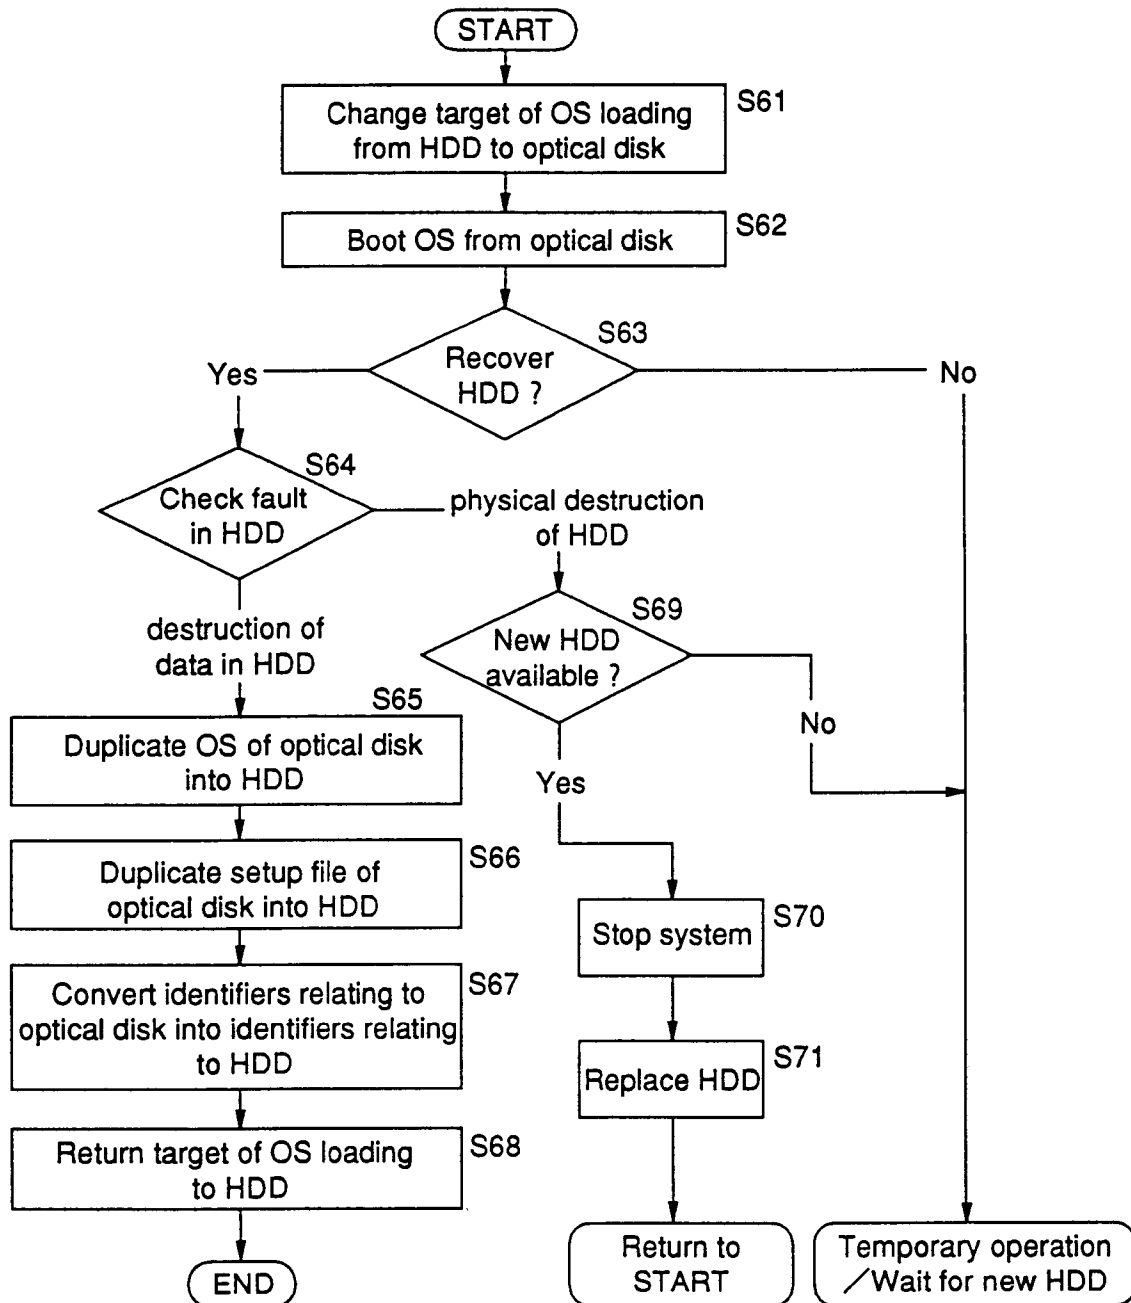 START
S61
Change target of OS loading
from HDD to optical disk
S62
Boot OS from optical disk
S63
Recover
HDD ?
Yes
No
S64
Check fault
in HDD
physical destruction
of HDD
destruction of
data in HDD
S69
New HDD
available ?
No
Yes
S65
Duplicate OS of optical disk
into HDD
S66
Duplicate setup file of
optical disk into HDD
S67
Convert identifiers relating to
optical disk into identifiers relating
to HDD
S68
Return target of OS loading
to HDD
END
S70
Stop system
S71
Replace HDD
Return to
START
Temporary operation
/Wait for new HDD